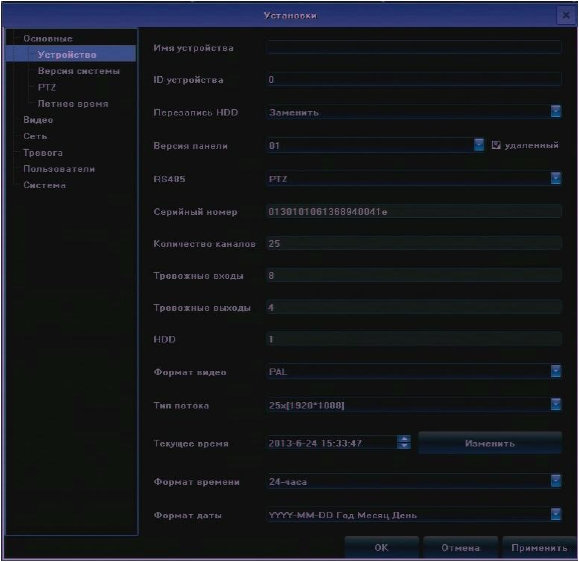 Установки
Основные
Устройство
Версия системы
PTZ
Летнее время
Видео
Сеть
Тревога
Пользователи
Система
Имя устройства
ID устройства 0
Перезапись HDD Заменить
Версия панели 01 удаленный
RS485 PTZ
Серийный номер
Количество каналов 25
Тревожные входы 8
Тревожные выходы 4
HDD 1
Формат видео PAL
Тип потока 25x[1920*1080]
Текущее время 2013-6-24 15:33:47 Изменить
Формат времени 24-часа
Формат даты YYYY-MM-DD Год Месяц День
OK Отмена Применить